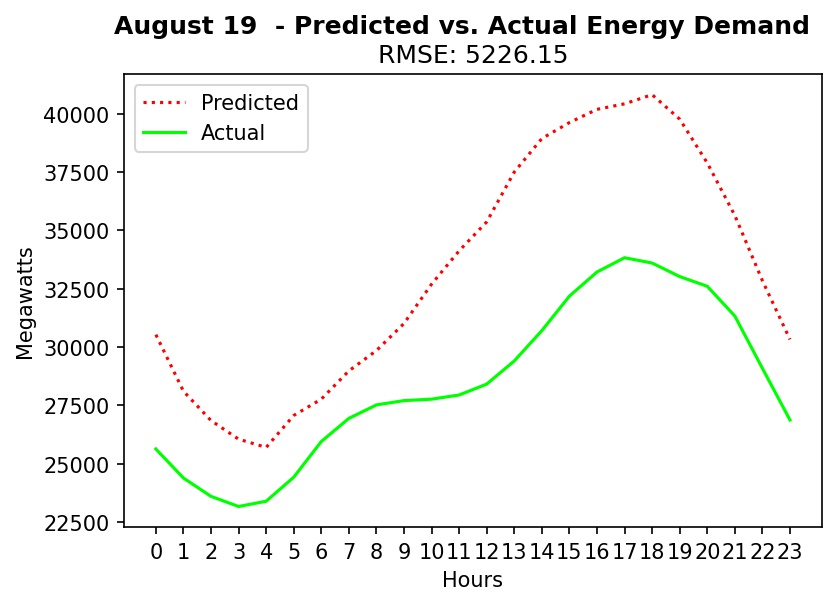 August 19  - Predicted vs. Actual Energy Demand
RMSE: 5226.15
Predicted
Actual
40000
37500
35000
32500
30000
27500
25000
22500
Megawatts
0 1 2 3 4 5 6 7 8 9 10 11 12 13 14 15 16 17 18 19 20 21 22 23
Hours